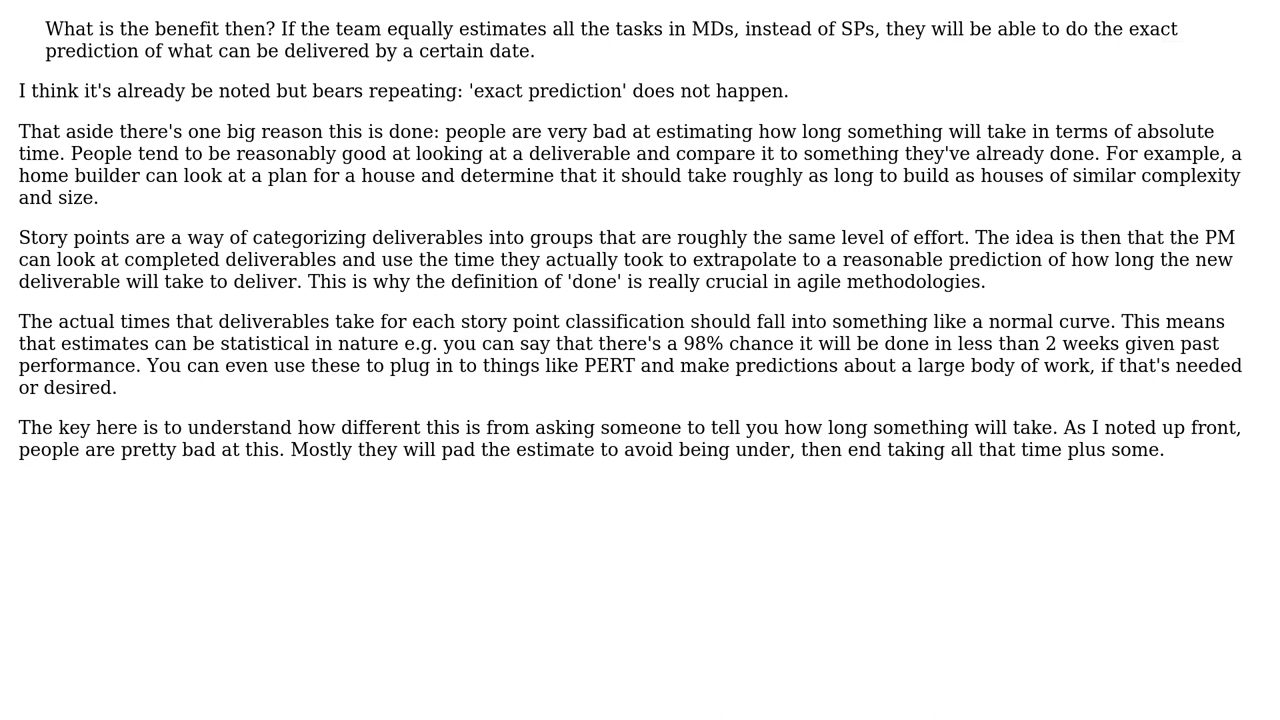 What is the benefit then? If the team equally estimates all the tasks in MDs, instead of SPs, they will be able to do the exact
prediction of what can be delivered by a certain date.
I think it's already be noted but bears repeating: 'exact prediction' does not happen.
That aside there's one big reason this is done: people are very bad at estimating how long something will take in terms of absolute
time. People tend to be reasonably good at looking at a deliverable and compare it to something they've already done. For example, a
home builder can look at a plan for a house and determine that it should take roughly as long to build as houses of similar complexity
and size.
Story points are a way of categorizing deliverables into groups that are roughly the same level of effort. The idea is then that the PM
can look at completed deliverables and use the time they actually took to extrapolate to a reasonable prediction of how long the new
deliverable will take to deliver. This is why the definition of 'done' is really crucial in agile methodologies.
The actual times that deliverables take for each story point classification should fall into something like a normal curve. This means
that estimates can be statistical in nature e.g. you can say that there's a 98% chance it will be done in less than 2 weeks given past
performance. You can even use these to plug in to things like PERT and make predictions about a large body of work, if that's needed
or desired.
The key here is to understand how different this is from asking someone to tell you how long something will take. As I noted up front,
people are pretty bad at this. Mostly they will pad the estimate to avoid being under, then end taking all that time plus some.